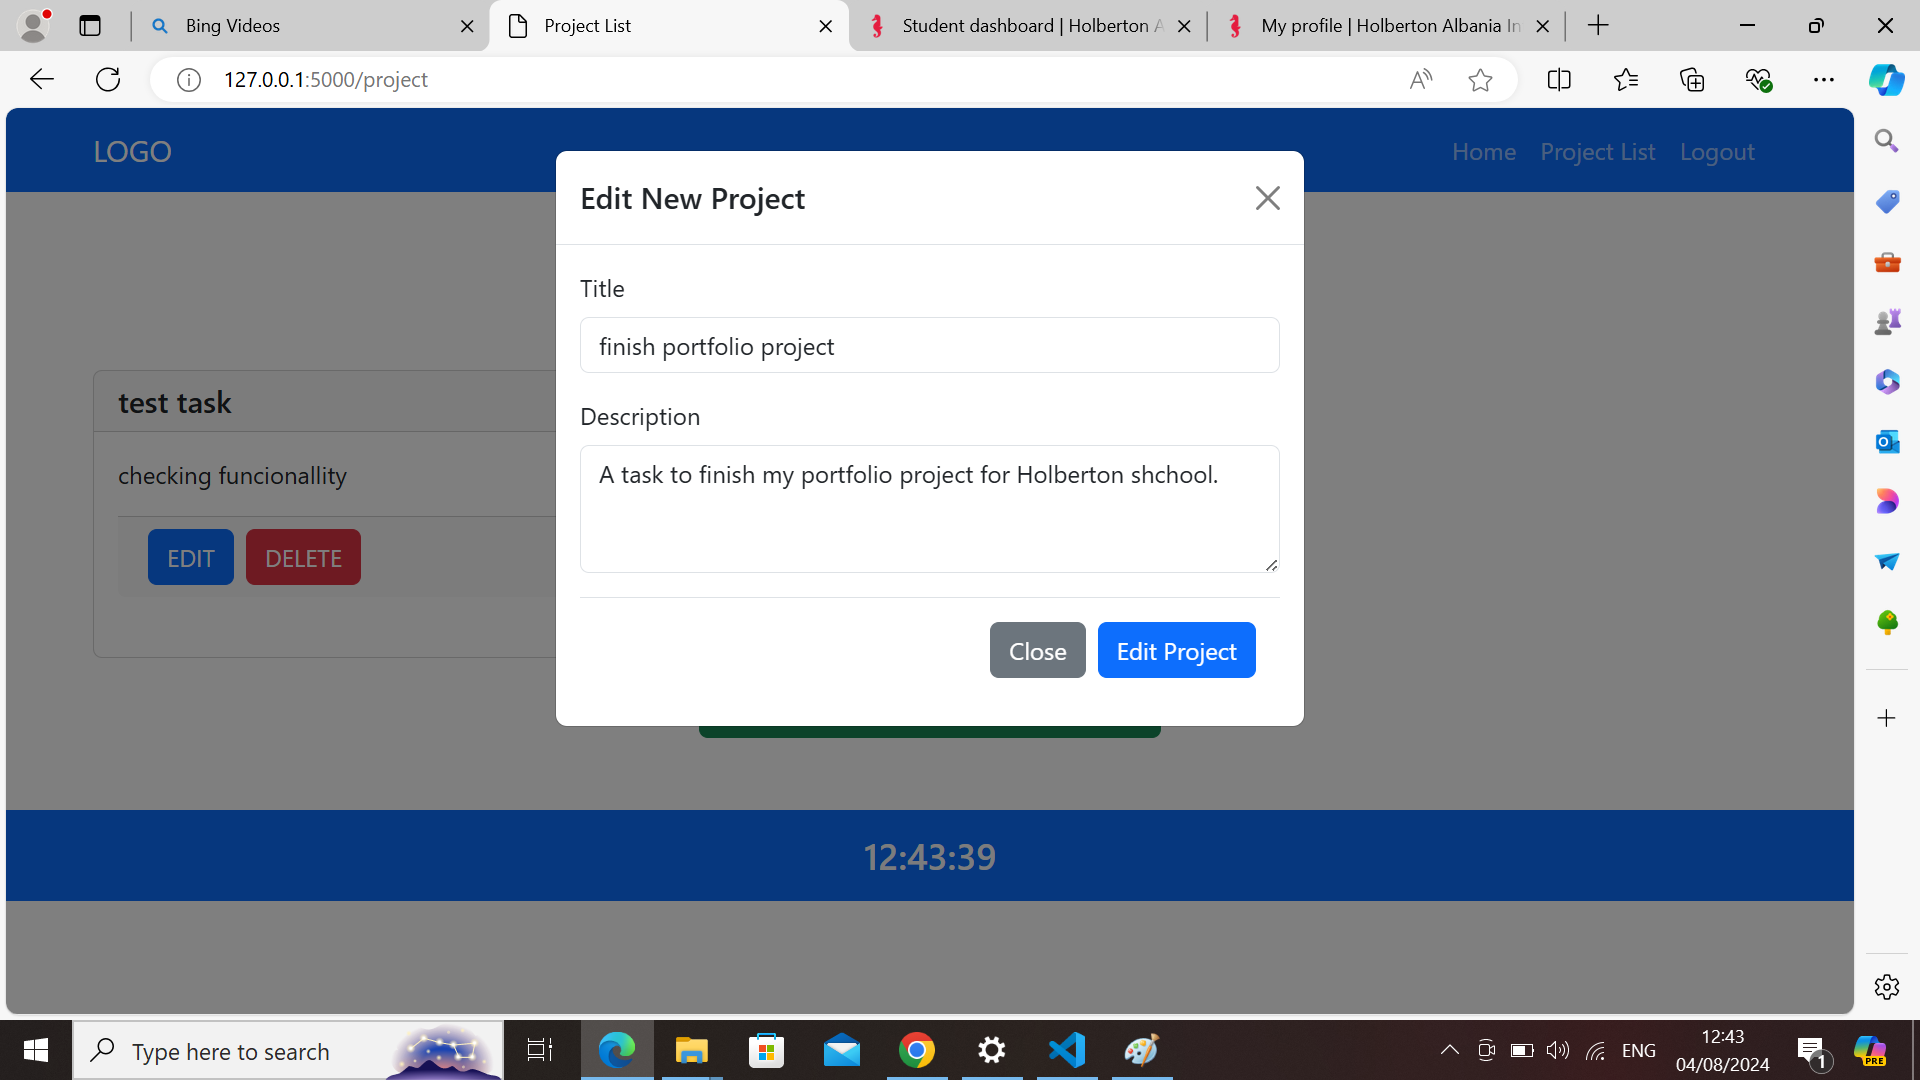 Bing Videos
Project List
Student dashboard | Holberton A
My profile | Holberton Albania In
127.0.0.1:5000/project
LOGO
Home
Project List
Logout
Edit New Project
Title
finish portfolio project
Description
A task to finish my portfolio project for Holberton shchool.
Close
Edit Project
test task
checking funcionallity
EDIT
DELETE
12:43:39
Type here to search
ENG
12:43
04/08/2024
1
PRE